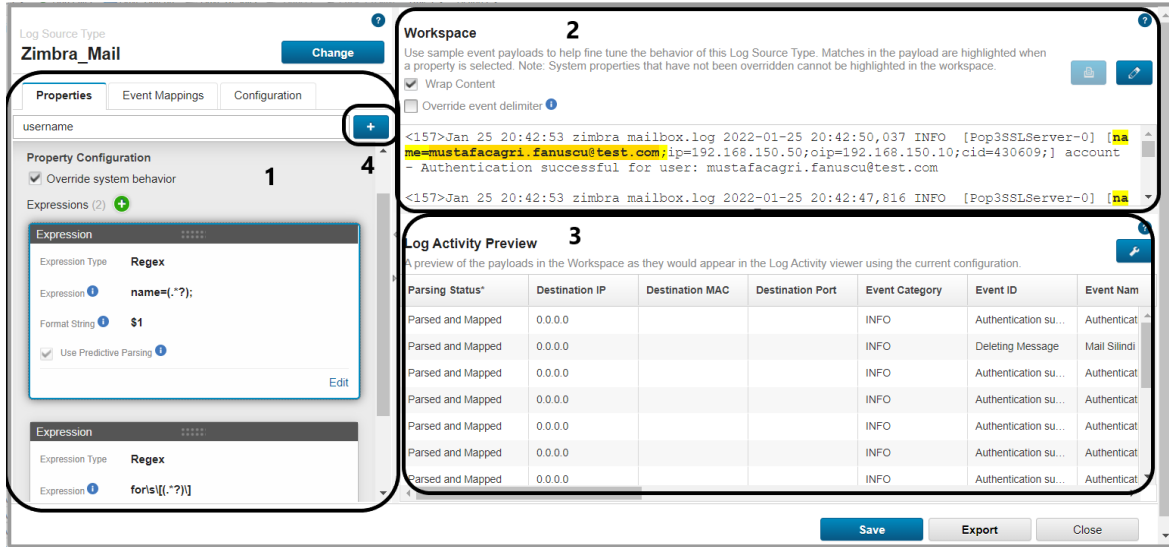 Log Source Type
Zimbra_Mail
Change
Properties
Event Mappings
Configuration
username
+
4
Property Configuration
1
Override system behavior
Expressions (2)
Expression
Expression Type Regex
Expression name=(.*?);
Format String $1
Use Predictive Parsing
Edit
Expression
Expression Type Regex
Expression for\s\[(.*?)\]
Workspace
2
Use sample event payloads to help fine tune the behavior of this Log Source Type. Matches in the payload are highlighted when
a property is selected. Note: System properties that have not been overridden cannot be highlighted in the workspace.
Wrap Content
Override event delimiter
<157>Jan 25 20:42:53 zimbra mailbox.log 2022-01-25 20:42:50,037 INFO [Pop3SSLServer-0] [na
me=mustafacagri.fanuscu@test.com;ip=192.168.150.50;oip=192.168.150.10;cid=430609;] account
- Authentication successful for user: mustafacagri.fanuscu@test.com
<157>Jan 25 20:42:53 zimbra mailbox.log 2022-01-25 20:42:47,816 INFO [Pop3SSLServer-0] [na
Log Activity Preview
3
A preview of the payloads in the Workspace as they would appear in the Log Activity viewer using the current configuration.
Parsing Status* Destination IP Destination MAC Destination Port Event Category Event ID Event Nam
Parsed and Mapped 0.0.0.0 INFO Authentication su... Authenticat
Parsed and Mapped 0.0.0.0 INFO Deleting Message Mail Silindi
Parsed and Mapped 0.0.0.0 INFO Authentication su... Authenticat
Parsed and Mapped 0.0.0.0 INFO Authentication su... Authenticat
Parsed and Mapped 0.0.0.0 INFO Authentication su... Authenticat
Parsed and Mapped 0.0.0.0 INFO Authentication su... Authenticat
Parsed and Mapped 0.0.0.0 INFO Authentication su... Authenticat
Save
Export
Close